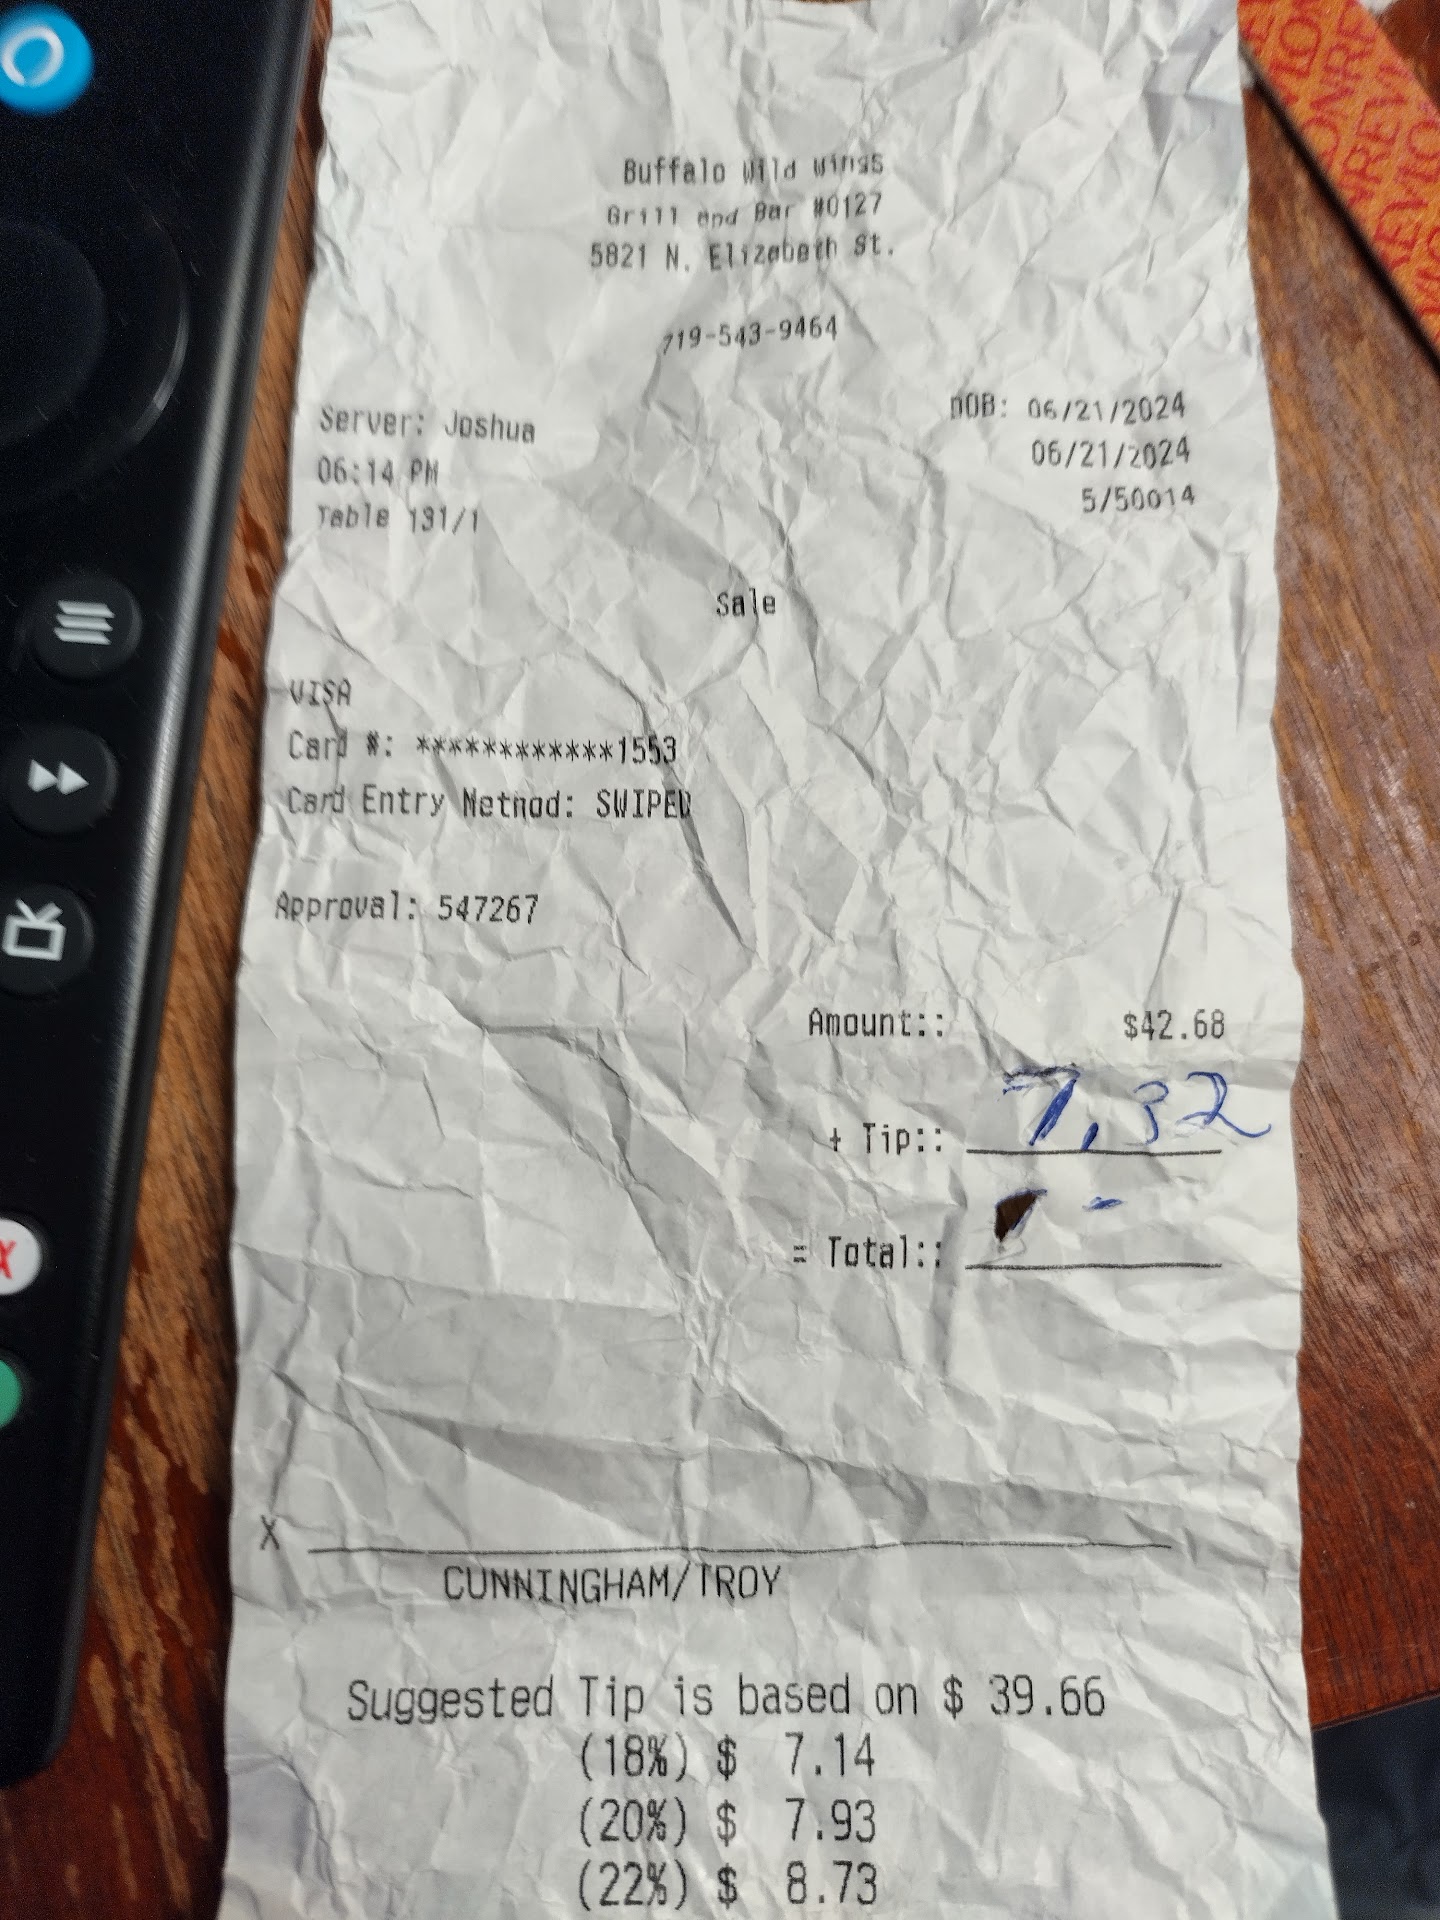 Buffalo Wild Wings
Grill and Bar #0127
5821 N. Elizabeth St.
719-543-9464
Server: Joshua
DOB: 06/21/2024
06:14 PM
06/21/2024
Table 131/1
5/50014
Sale
VISA
Card #: ************1553
Card Entry Method: SWIPED
Approval: 547267
Amount:: $42.68
+ Tip:: 7.32
= Total::
X
CUNNINGHAM/TROY
Suggested Tip is based on $ 39.66
(18%) $ 7.14
(20%) $ 7.93
(22%) $ 8.73